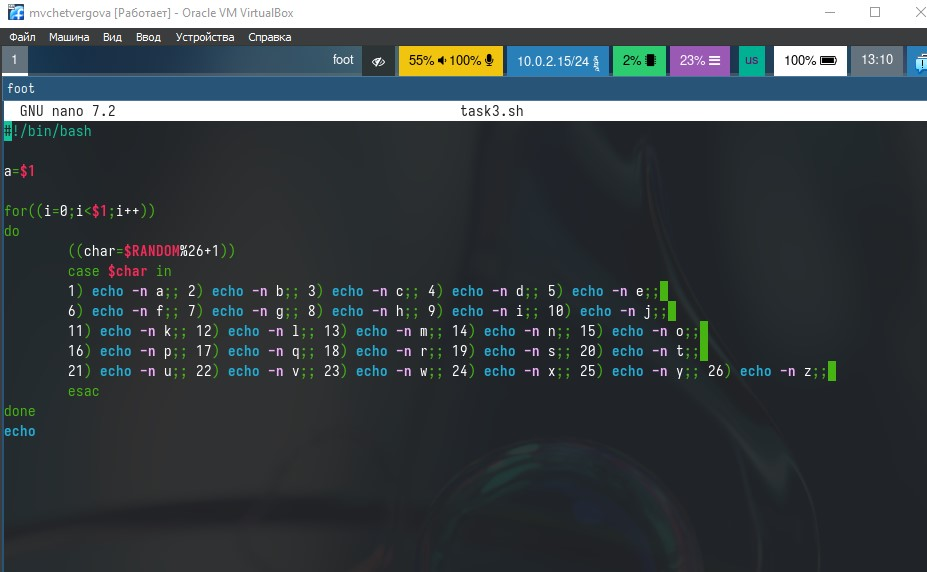 mvchetvergova [Работает] - Oracle VM VirtualBox
Файл Машина Вид Ввод Устройства Справка
1 foot 55% 100% 10.0.2.15/24 2% 23% us 100% 13:10
foot
GNU nano 7.2 task3.sh
#!/bin/bash
a=$1
for((i=0;i<$1;i++))
do
((char=$RANDOM%26+1))
case $char in
1) echo -n a;; 2) echo -n b;; 3) echo -n c;; 4) echo -n d;; 5) echo -n e;;
6) echo -n f;; 7) echo -n g;; 8) echo -n h;; 9) echo -n i;; 10) echo -n j;;
11) echo -n k;; 12) echo -n l;; 13) echo -n m;; 14) echo -n n;; 15) echo -n o;;
16) echo -n p;; 17) echo -n q;; 18) echo -n r;; 19) echo -n s;; 20) echo -n t;;
21) echo -n u;; 22) echo -n v;; 23) echo -n w;; 24) echo -n x;; 25) echo -n y;; 26) echo -n z;;
esac
done
echo